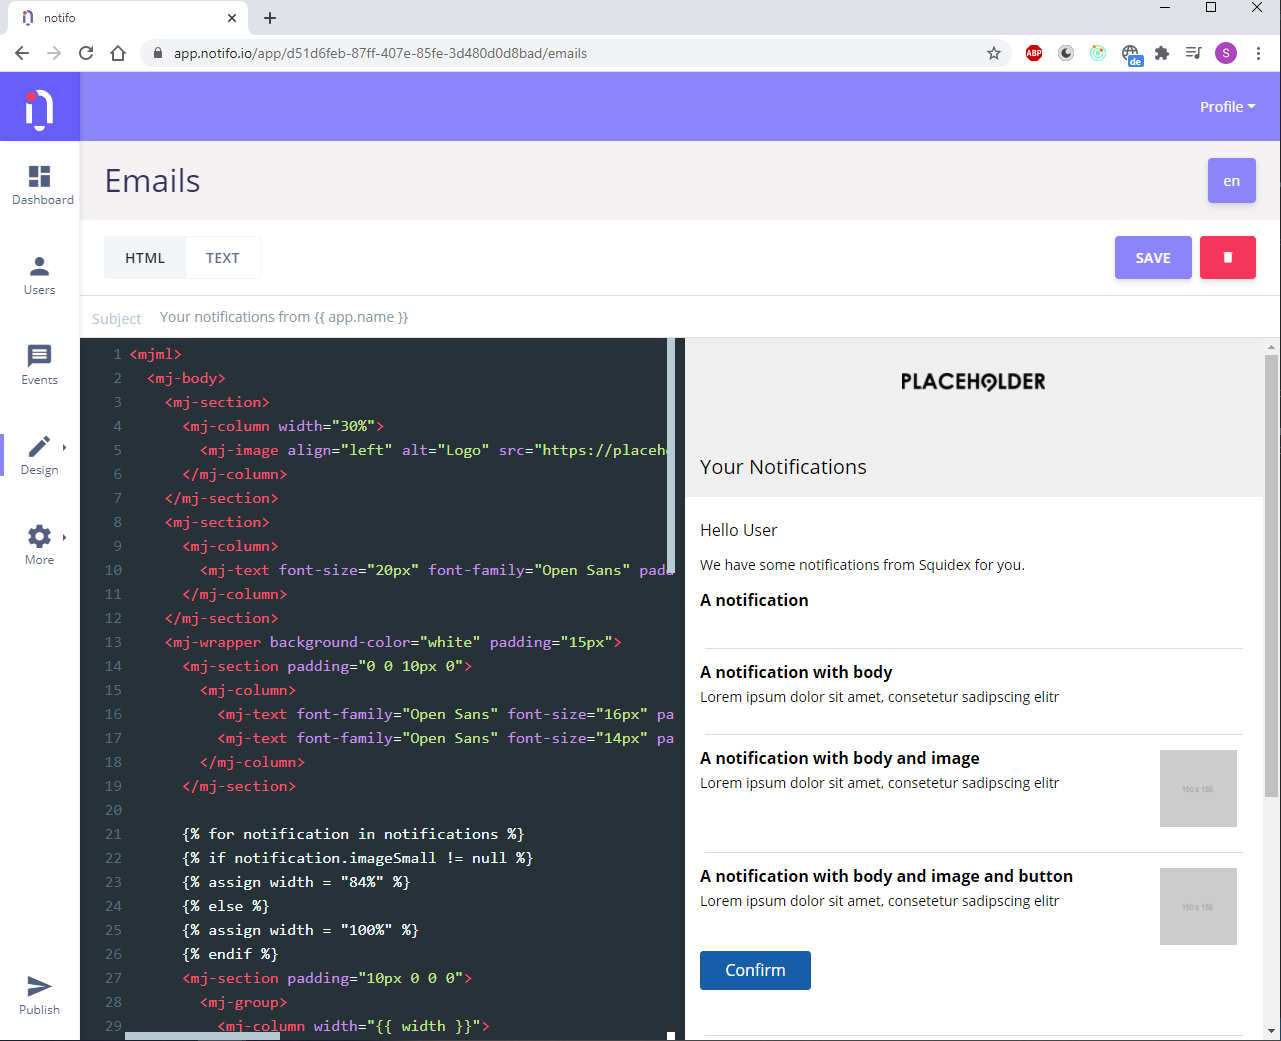 notifo
app.notifo.io/app/d51d6feb-87ff-407e-85fe-3d480d0d8bad/emails
ABP
de
S
Profile
Emails
en
Dashboard
Users
Events
Design
More
Publish
HTML TEXT
SAVE
Subject Your notifications from {{ app.name }}
1 <mjml>
2 <mj-body>
3 <mj-section>
4 <mj-column width="30%">
5 <mj-image align="left" alt="Logo" src="https://placeh
6 </mj-column>
7 </mj-section>
8 <mj-section>
9 <mj-column>
10 <mj-text font-size="20px" font-family="Open Sans" padd
11 </mj-column>
12 </mj-section>
13 <mj-wrapper background-color="white" padding="15px">
14 <mj-section padding="0 0 10px 0">
15 <mj-column>
16 <mj-text font-family="Open Sans" font-size="16px" pa
17 <mj-text font-family="Open Sans" font-size="14px" pa
18 </mj-column>
19 </mj-section>
20
21 {% for notification in notifications %}
22 {% if notification.imageSmall != null %}
23 {% assign width = "84%" %}
24 {% else %}
25 {% assign width = "100%" %}
26 {% endif %}
27 <mj-section padding="10px 0 0 0">
28 <mj-group>
29 <mj-column width="{{ width }}">
PLACEHOLDER
Your Notifications
Hello User
We have some notifications from Squidex for you.
A notification
A notification with body
Lorem ipsum dolor sit amet, consetetur sadipscing elitr
A notification with body and image
Lorem ipsum dolor sit amet, consetetur sadipscing elitr
150 x 150
A notification with body and image and button
Lorem ipsum dolor sit amet, consetetur sadipscing elitr
150 x 150
Confirm